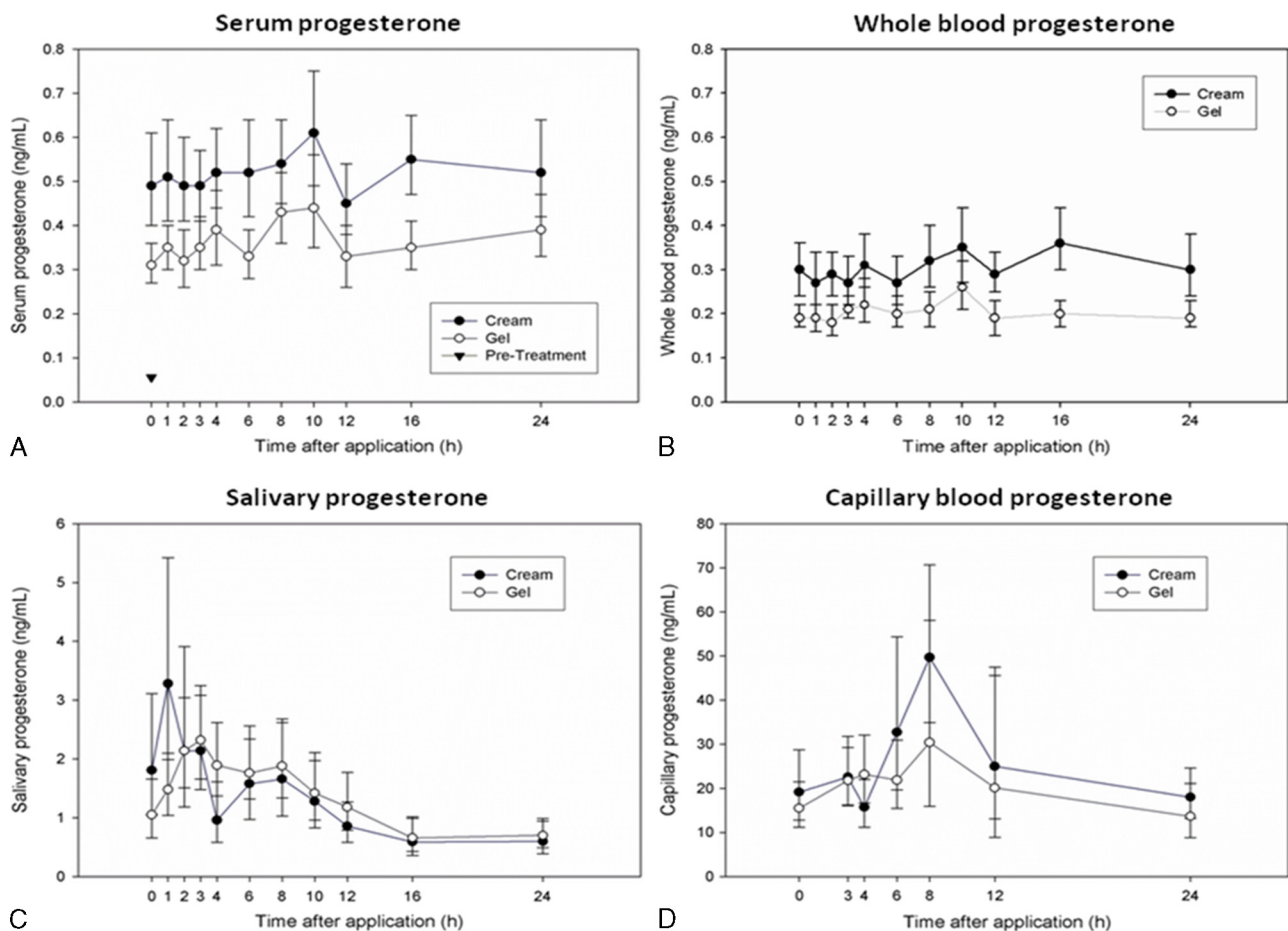 Serum progesterone
Serum progesterone (ng/mL)
0.8
0.7
0.6
0.5
0.4
0.3
0.2
0.1
0.0
Cream
Gel
Pre-Treatment
0 1 2 3 4 6 8 10 12 16 24
Time after application (h)
A
Whole blood progesterone
Whole blood progesterone (ng/mL)
0.8
0.7
0.6
0.5
0.4
0.3
0.2
0.1
0.0
Cream
Gel
0 1 2 3 4 6 8 10 12 16 24
Time after application (h)
B
Salivary progesterone
Salivary progesterone (ng/mL)
6
5
4
3
2
1
0
Cream
Gel
0 1 2 3 4 6 8 10 12 16 24
Time after application (h)
C
Capillary blood progesterone
Capillary progesterone (ng/mL)
80
70
60
50
40
30
20
10
0
Cream
Gel
0 3 4 6 8 12 24
Time after application (h)
D